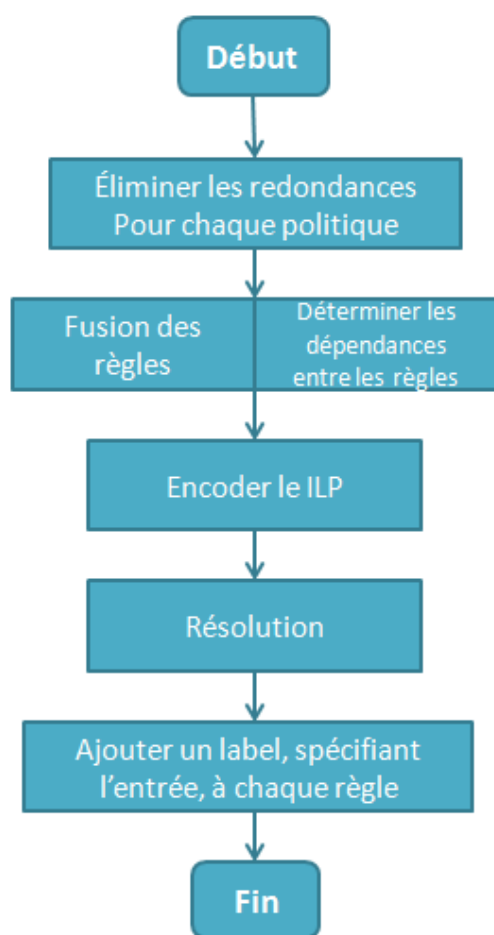 Début
Éliminer les redondances
Pour chaque politique
Fusion des
règles
Déterminer les
dépendances
entre les règles
Encoder le ILP
Résolution
Ajouter un label, spécifiant
l’entrée, à chaque règle
Fin